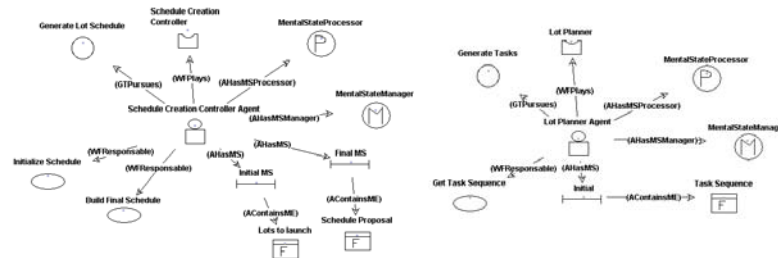 Schedule Creation
Controller
Generate Lot Schedule
MentalStateProcessor
P
(GTPursues)
(WFPlays)
(AHasMSProcessor)
Schedule Creation Controller Agent
MentalStateManager
(AHasMSManager)
M
(WFResponsable)
(AHasMS)
Initialize Schedule
(WFResponsable)
(AHasMS)
Initial MS
Final MS
Build Final Schedule
(AContainsME)
(AContainsME)
Lots to launch
F
Schedule Proposal
F
Lot Planner
Generate Tasks
MentalStateProcessor
P
(WFPlays)
(GTPursues)
(AHasMSProcessor)
Lot Planner Agent
MentalStateManag
(AHasMSManager)
M
(WFResponsable)
(AHasMS)
Get Task Sequence
Initial
Task Sequence
(AContainsME)
F